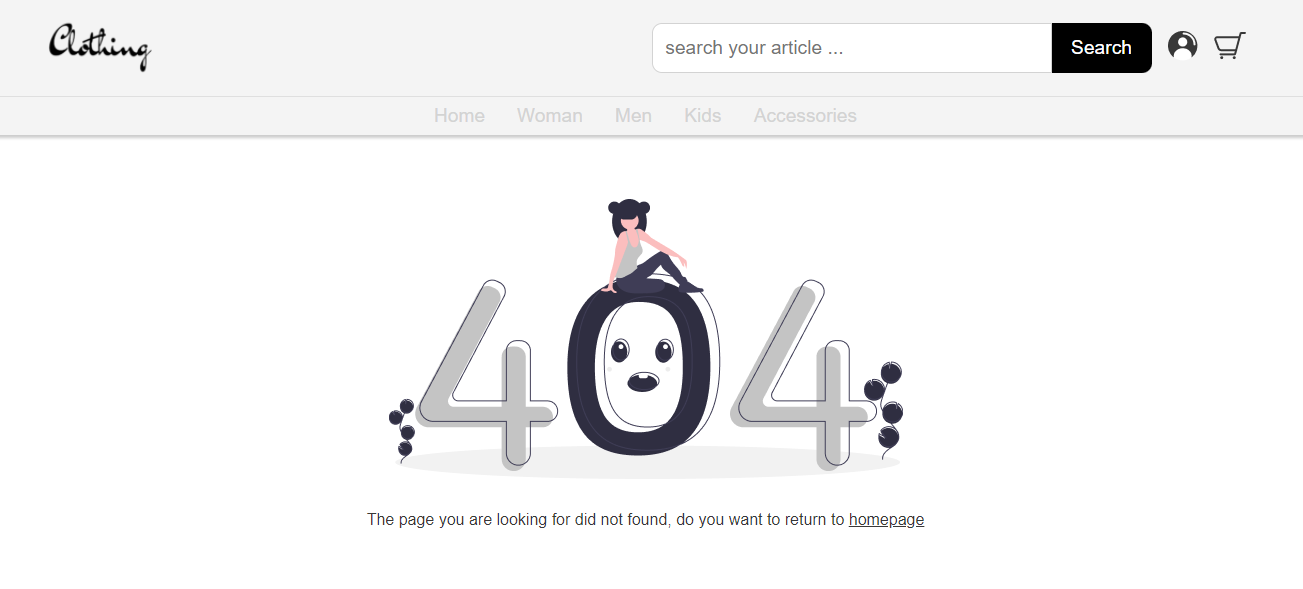 Clothing
search your article ...
Search
Home Woman Men Kids Accessories
404
The page you are looking for did not found, do you want to return to homepage